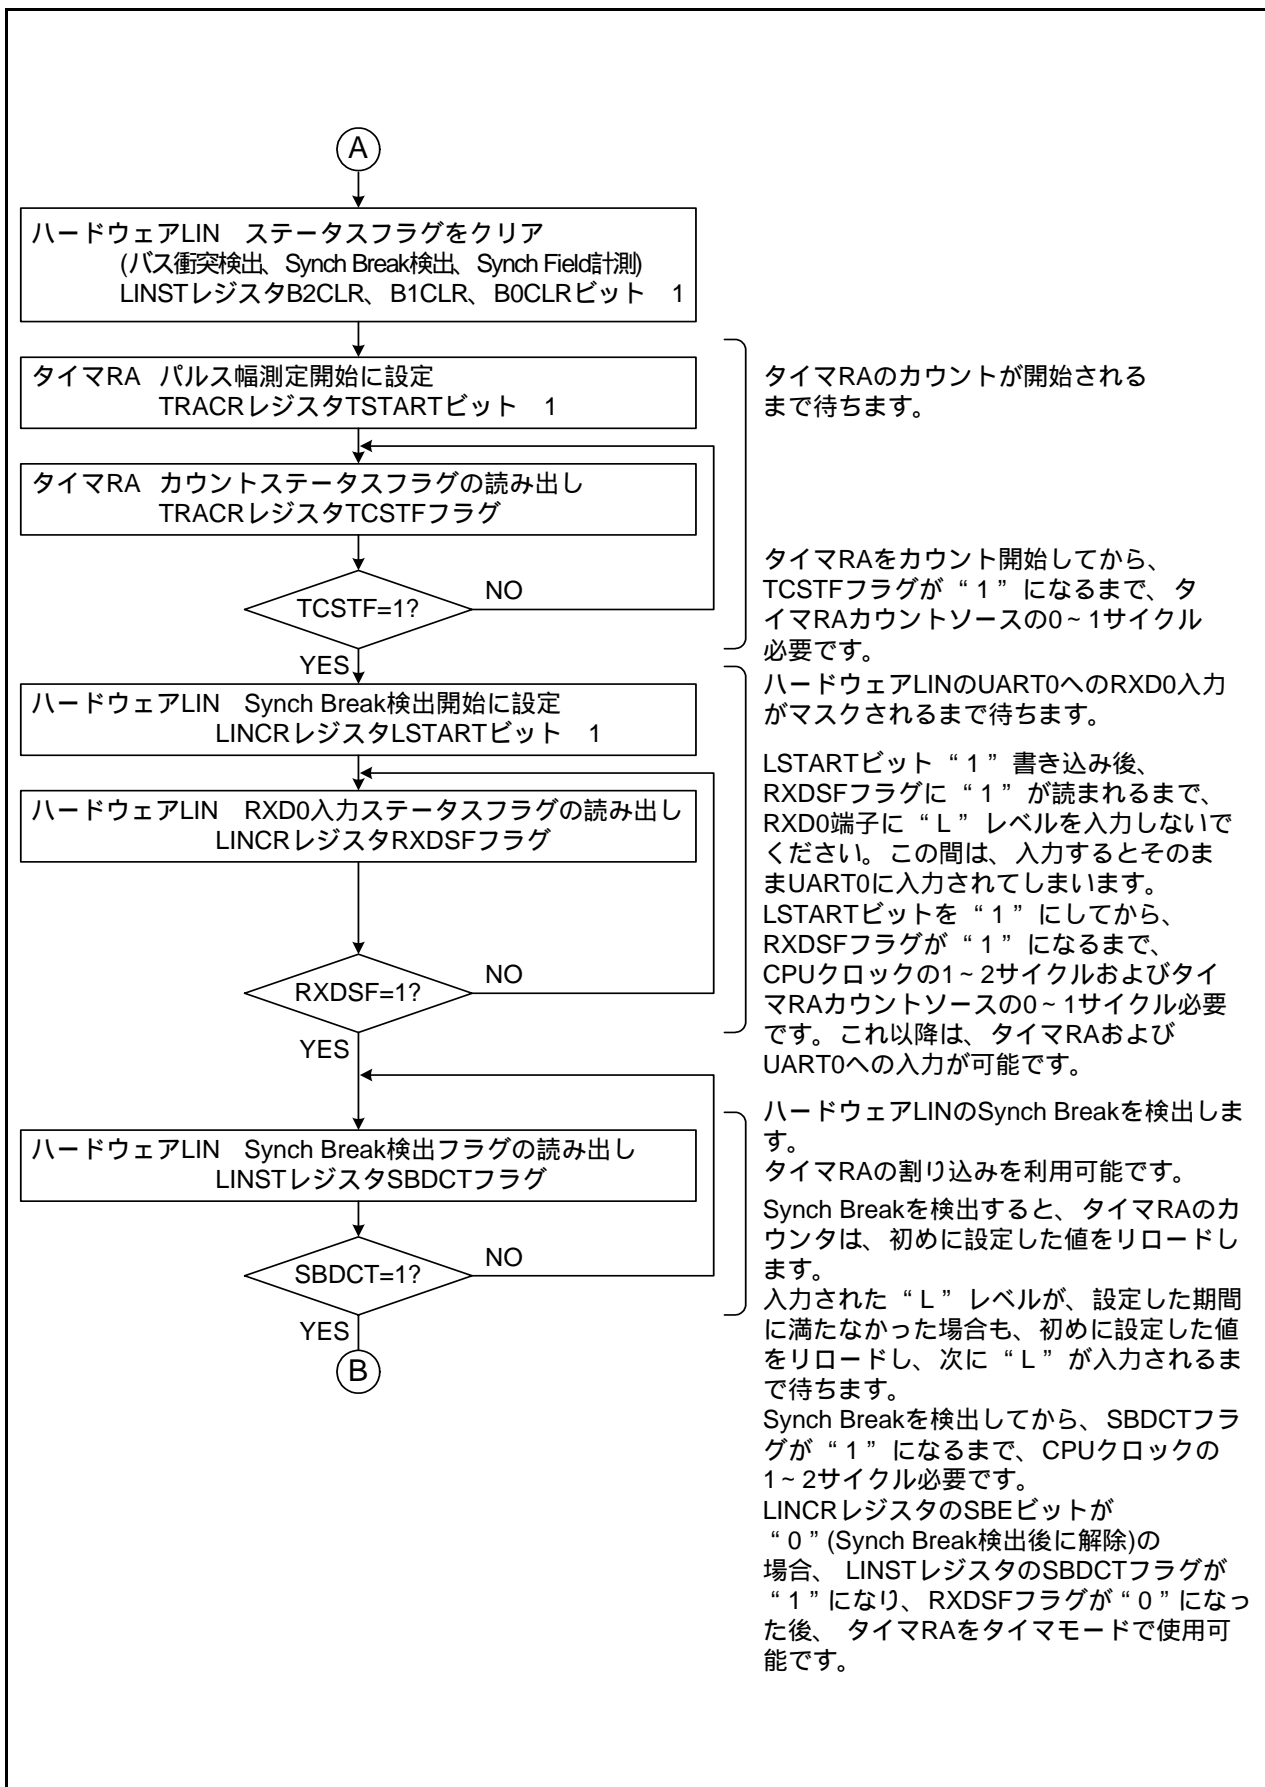 A
ハードウェアLIN ステータスフラグをクリア
(バス衝突検出、Synch Break検出、Synch Field計測)
LINSTレジスタB2CLR、B1CLR、B0CLRビット 1
タイマRA パルス幅測定開始に設定
TRACRレジスタTSTARTビット 1
タイマRAのカウントが開始される
まで待ちます。
タイマRA カウントステータスフラグの読み出し
TRACRレジスタTCSTFフラグ
TCSTF=1?
NO
YES
タイマRAをカウント開始してから、
TCSTFフラグが“1”になるまで、タ
イマRAカウントソースの0~1サイクル
必要です。
ハードウェアLIN Synch Break検出開始に設定
LINCRレジスタLSTARTビット 1
ハードウェアLINのUART0へのRXD0入力
がマスクされるまで待ちます。
ハードウェアLIN RXD0入力ステータスフラグの読み出し
LINCRレジスタRXDSFフラグ
RXDSF=1?
NO
YES
LSTARTビット“1”書き込み後、
RXDSFフラグに“1”が読まれるまで、
RXD0端子に“L”レベルを入力しないで
ください。この間は、入力するとそのま
まUART0に入力されてしまいます。
LSTARTビットを“1”にしてから、
RXDSFフラグが“1”になるまで、
CPUクロックの1~2サイクルおよびタイ
マRAカウントソースの0~1サイクル必要
です。これ以降は、タイマRAおよび
UART0への入力が可能です。
ハードウェアLIN Synch Break検出フラグの読み出し
LINSTレジスタSBDCTフラグ
SBDCT=1?
NO
YES
B
ハードウェアLINのSynch Breakを検出しま
す。
タイマRAの割り込みを利用可能です。
Synch Breakを検出すると、タイマRAのカ
ウンタは、初めに設定した値をリロードし
ます。
入力された“L”レベルが、設定した期間
に満たなかった場合も、初めに設定した値
をリロードし、次に“L”が入力されるま
で待ちます。
Synch Breakを検出してから、SBDCTフラ
グが“1”になるまで、CPUクロックの
1~2サイクル必要です。
LINCRレジスタのSBEビットが
“0”(Synch Break検出後に解除)の
場合、LINSTレジスタのSBDCTフラグが
“1”になり、RXDSFフラグが“0”になっ
た後、タイマRAをタイマモードで使用可
能です。